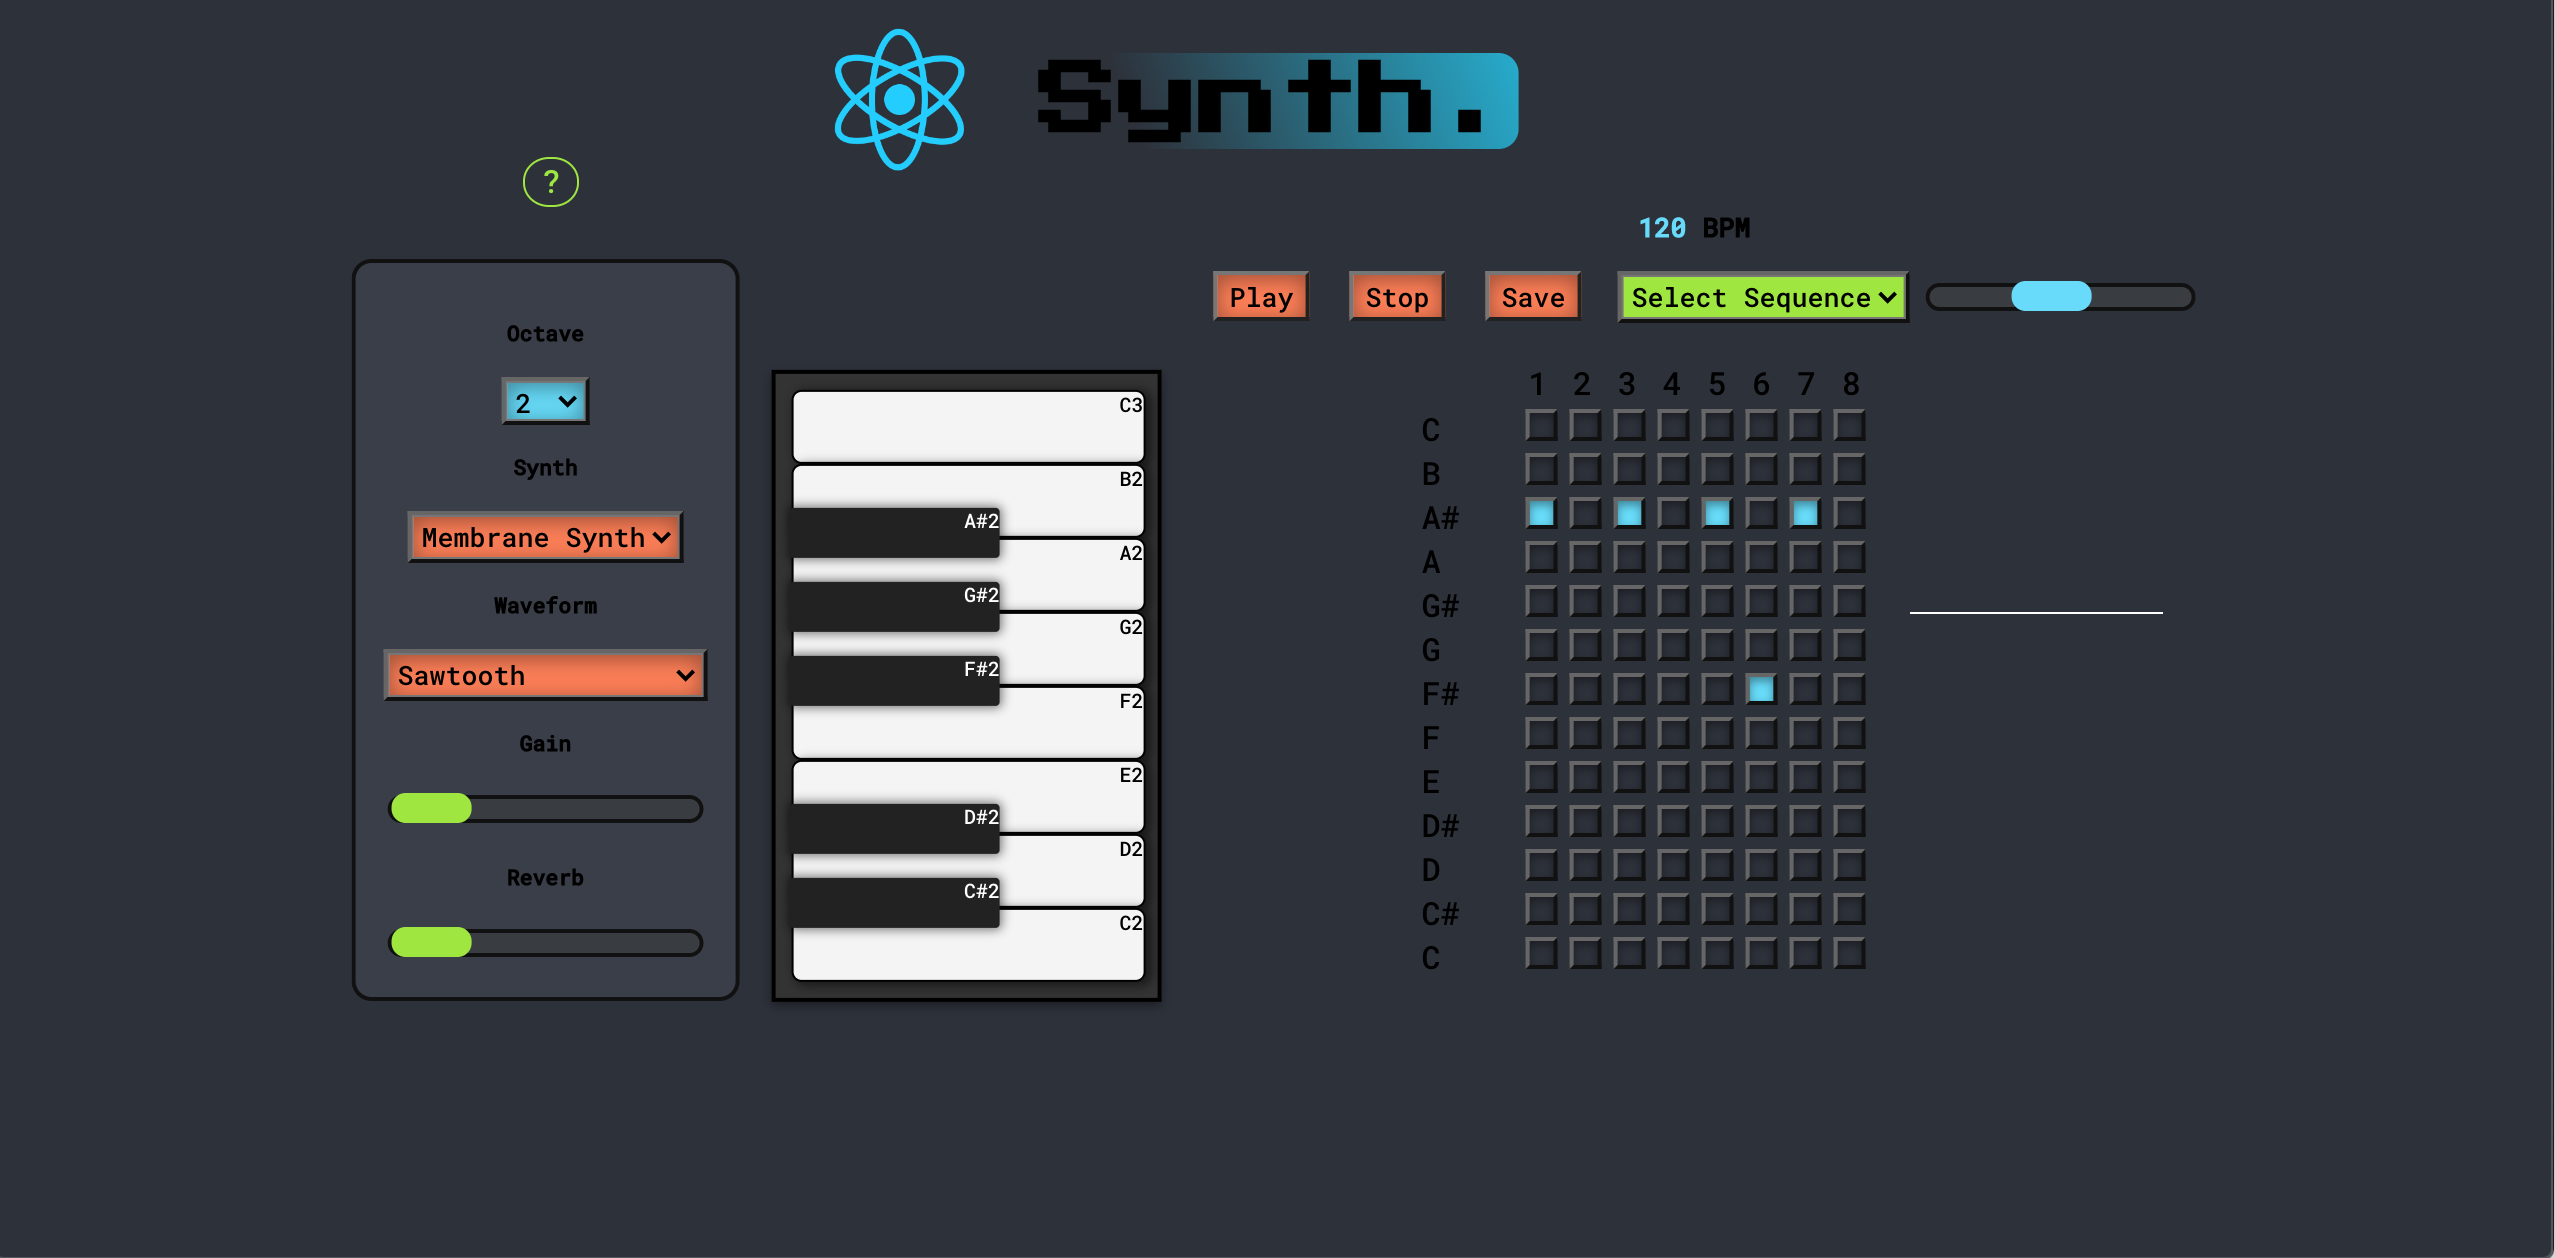 Synth.
?
120 BPM
Play Stop Save Select Sequence
Octave
2
Synth
Membrane Synth
Waveform
Sawtooth
Gain
Reverb
C3
B2
A#2
A2
G#2
G2
F#2
F2
E2
D#2
D2
C#2
C2
1 2 3 4 5 6 7 8
C
B
A#
A
G#
G
F#
F
E
D#
D
C#
C